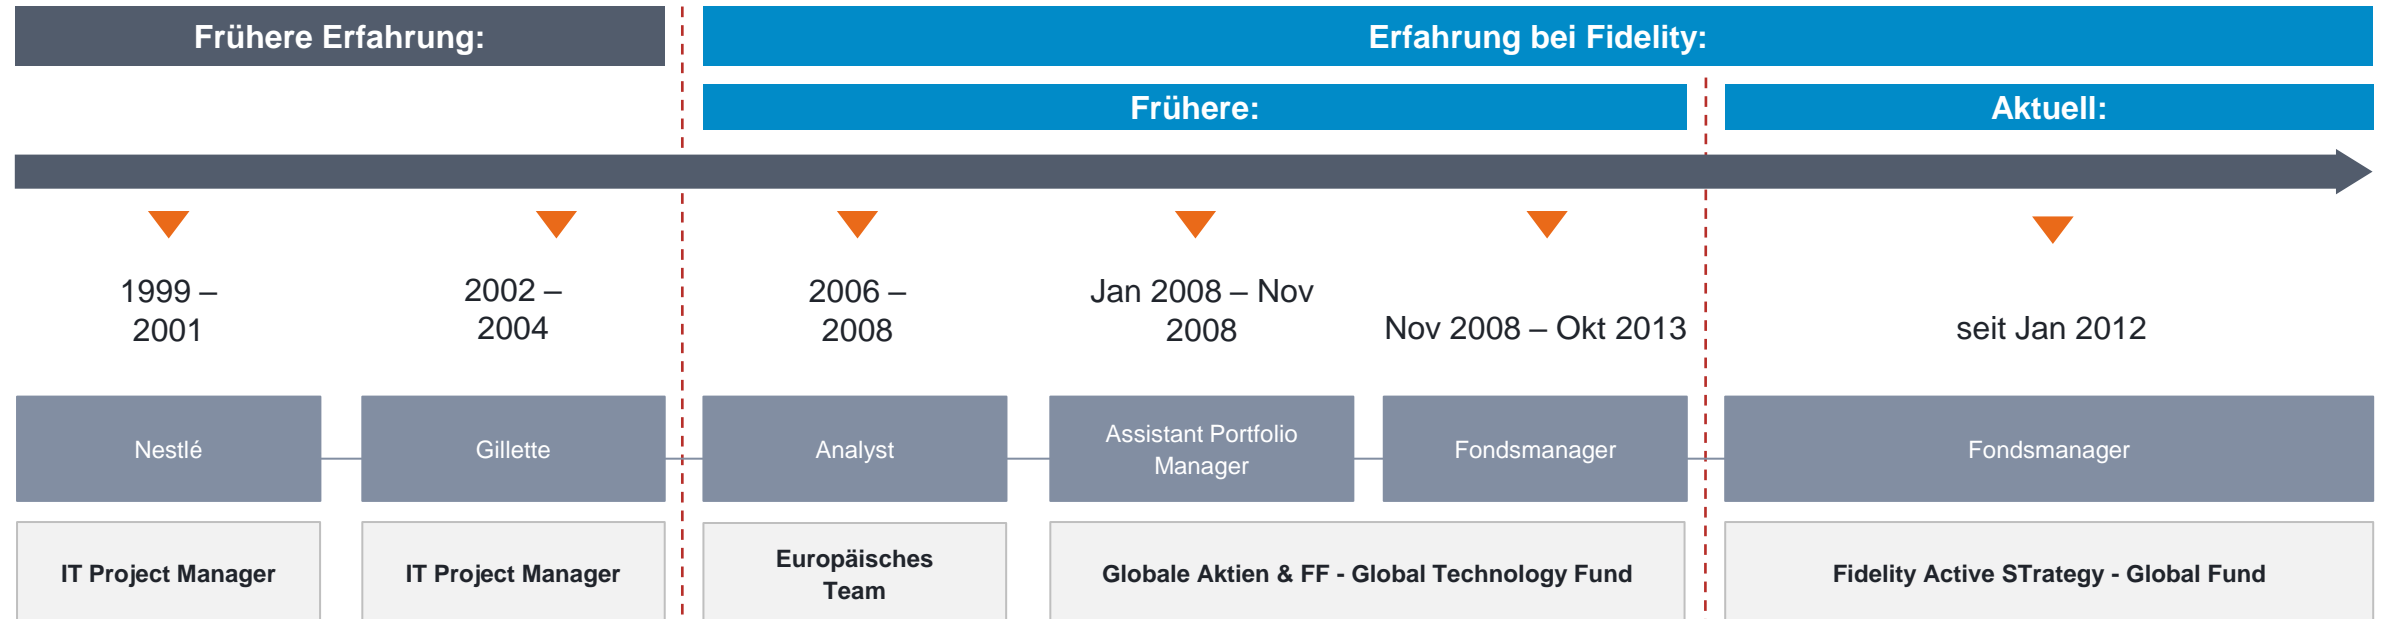 Frühere Erfahrung:
Erfahrung bei Fidelity:
Frühere:
Aktuell:
1999 –
2001
2002 –
2004
2006 –
2008
Jan 2008 – Nov
2008
Nov 2008 – Okt 2013
seit Jan 2012
Nestlé
Gillette
Analyst
Assistant Portfolio
Manager
Fondsmanager
Fondsmanager
IT Project Manager
IT Project Manager
Europäisches
Team
Globale Aktien & FF - Global Technology Fund
Fidelity Active STrategy - Global Fund